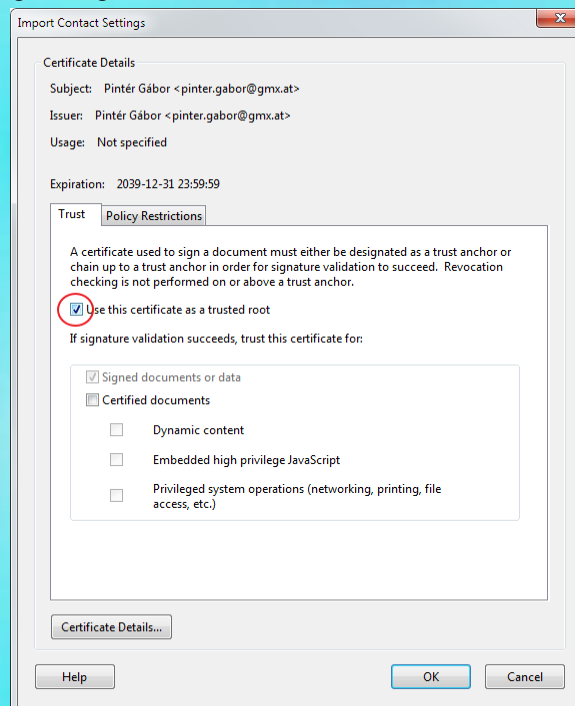 Import Contact Settings
Certificate Details
Subject: Pintér Gábor <pinter.gabor@gmx.at>
Issuer: Pintér Gábor <pinter.gabor@gmx.at>
Usage: Not specified
Expiration: 2039-12-31 23:59:59
Trust Policy Restrictions
A certificate used to sign a document must either be designated as a trust anchor or
chain up to a trust anchor in order for signature validation to succeed. Revocation
checking is not performed on or above a trust anchor.
Use this certificate as a trusted root
If signature validation succeeds, trust this certificate for:
Signed documents or data
Certified documents
Dynamic content
Embedded high privilege JavaScript
Privileged system operations (networking, printing, file
access, etc.)
Certificate Details...
Help OK Cancel